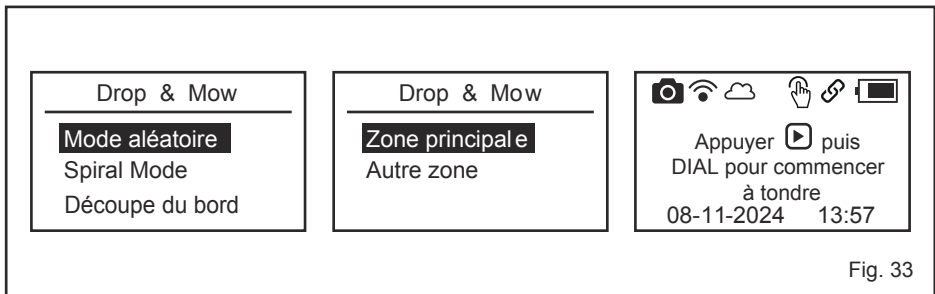 Drop & Mow
Mode aléatoire
Spiral Mode
Découpe du bord
Drop & Mow
Zone principale
Autre zone
Appuyer puis
DIAL pour commencer
à tondre
08-11-2024 13:57
Fig. 33